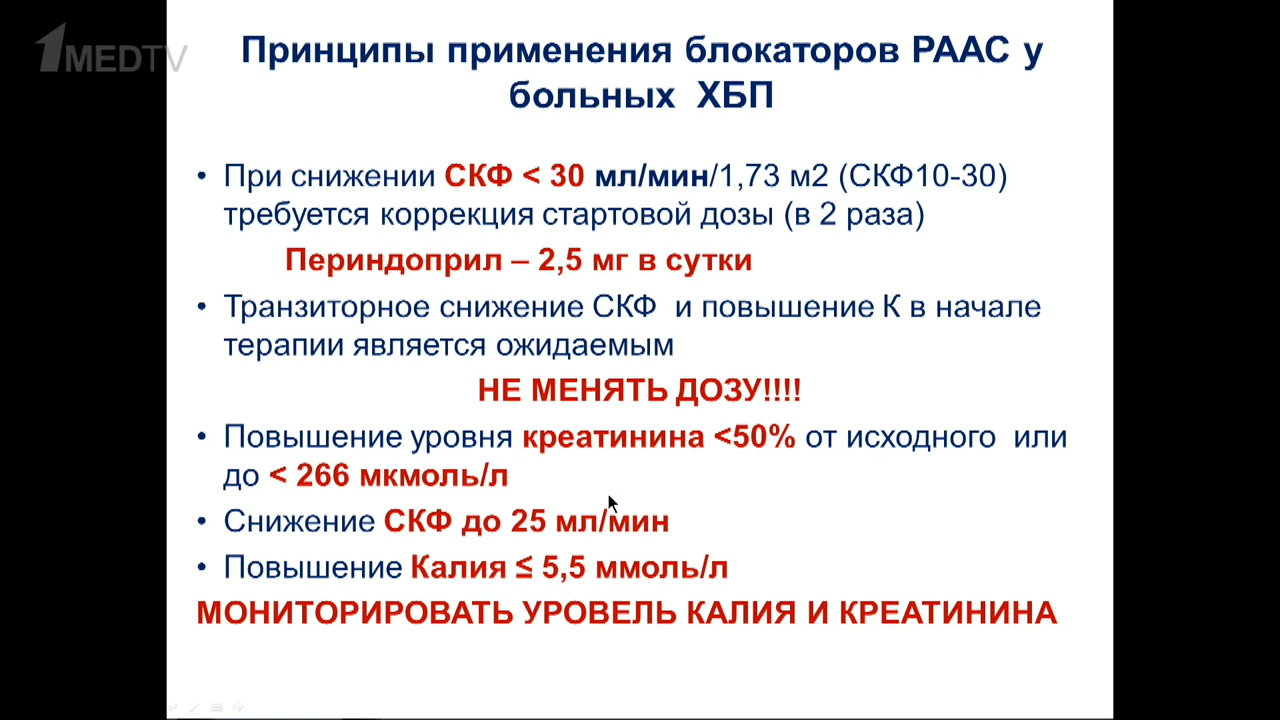 1MEDTV
Принципы применения блокаторов РААС у
больных ХБП
• При снижении СКФ < 30 мл/мин/1,73 м2 (СКФ10-30)
требуется коррекция стартовой дозы (в 2 раза)
Периндоприл – 2,5 мг в сутки
• Транзиторное снижение СКФ и повышение К в начале
терапии является ожидаемым
НЕ МЕНЯТЬ ДОЗУ!!!!
• Повышение уровня креатинина <50% от исходного или
до < 266 мкмоль/л
• Снижение СКФ до 25 мл/мин
• Повышение Калия ≤ 5,5 ммоль/л
МОНИТОРИРОВАТЬ УРОВЕЛЬ КАЛИЯ И КРЕАТИНИНА